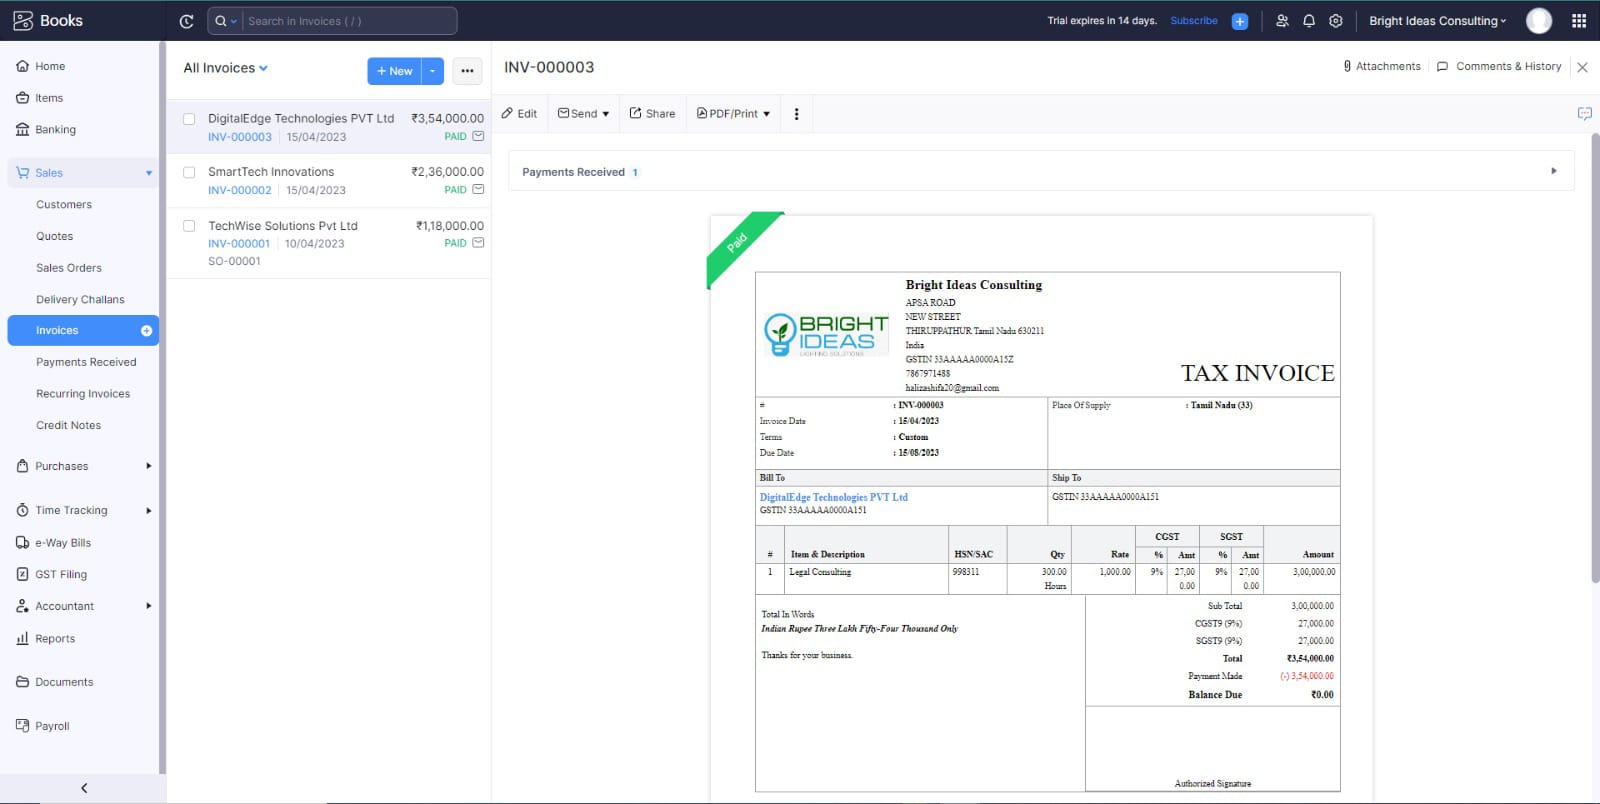 Books
Search in Invoices ( / )
Trial expires in 14 days. Subscribe
Bright Ideas Consulting
Home
Items
Banking
Sales
Customers
Quotes
Sales Orders
Delivery Challans
Invoices
Payments Received
Recurring Invoices
Credit Notes
Purchases
Time Tracking
e-Way Bills
GST Filing
Accountant
Reports
Documents
Payroll
All Invoices
+ New
DigitalEdge Technologies PVT Ltd ₹3,54,000.00
INV-000003 15/04/2023 PAID
SmartTech Innovations ₹2,36,000.00
INV-000002 15/04/2023 PAID
TechWise Solutions Pvt Ltd ₹1,18,000.00
INV-000001 10/04/2023 PAID
SO-00001
INV-000003
Attachments Comments & History
Edit Send Share PDF/Print
Payments Received 1
Paid
BRIGHT
IDEAS
LIGHTING SOLUTIONS
Bright Ideas Consulting
APSA ROAD
NEW STREET
THIRUPPATHUR Tamil Nadu 630211
India
GSTIN 33AAAAA0000A15Z
7867971488
halizashifa20@gmail.com
TAX INVOICE
# : INV-000003
Invoice Date : 15/04/2023
Terms : Custom
Due Date : 15/08/2023
Place Of Supply : Tamil Nadu (33)
Bill To
DigitalEdge Technologies PVT Ltd
GSTIN 33AAAAA0000A151
Ship To
GSTIN 33AAAAA0000A151
CGST SGST
# Item & Description HSN/SAC Qty Rate % Amt % Amt Amount
1 Legal Consulting 998311 300.00 1,000.00 9% 27,00 9% 27,00 3,00,000.00
Hours 0.00 0.00
Total In Words
Indian Rupee Three Lakh Fifty-Four Thousand Only
Thanks for your business.
Sub Total 3,00,000.00
CGST9 (9%) 27,000.00
SGST9 (9%) 27,000.00
Total ₹3,54,000.00
Payment Made (-) 3,54,000.00
Balance Due ₹0.00
Authorized Signature